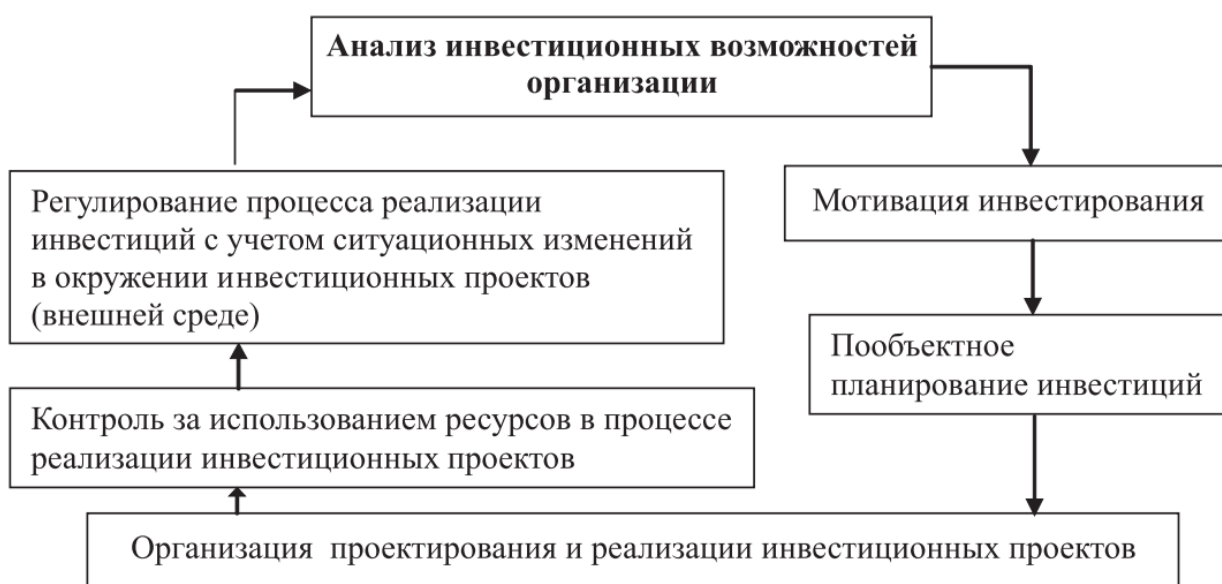 Анализ инвестиционных возможностей
организации
Мотивация инвестирования
Пообъектное
планирование инвестиций
Организация проектирования и реализации инвестиционных проектов
Контроль за использованием ресурсов в процессе
реализации инвестиционных проектов
Регулирование процесса реализации
инвестиций с учетом ситуационных изменений
в окружении инвестиционных проектов
(внешней среде)